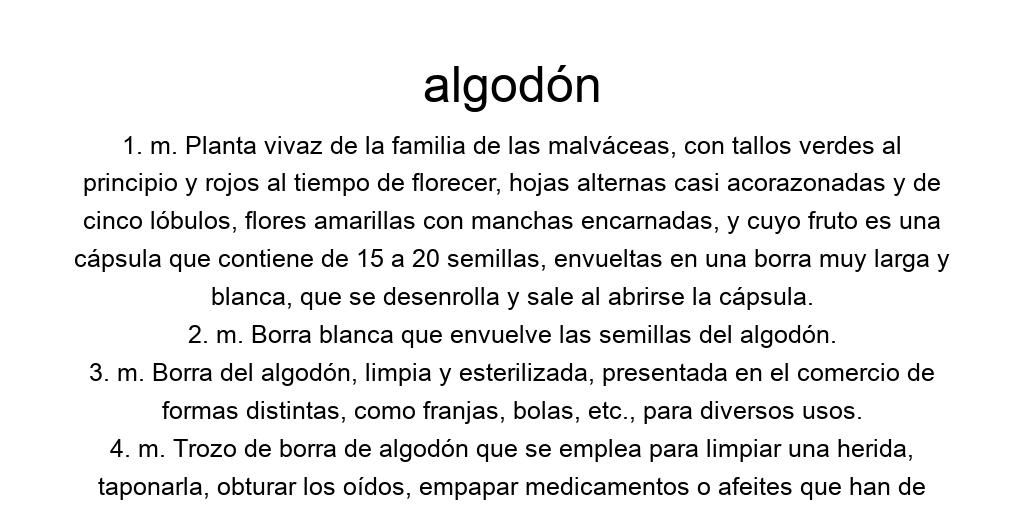 algodón
1. m. Planta vivaz de la familia de las malváceas, con tallos verdes al
principio y rojos al tiempo de florecer, hojas alternas casi acorazonadas y de
cinco lóbulos, flores amarillas con manchas encarnadas, y cuyo fruto es una
cápsula que contiene de 15 a 20 semillas, envueltas en una borra muy larga y
blanca, que se desenrolla y sale al abrirse la cápsula.
2. m. Borra blanca que envuelve las semillas del algodón.
3. m. Borra del algodón, limpia y esterilizada, presentada en el comercio de
formas distintas, como franjas, bolas, etc., para diversos usos.
4. m. Trozo de borra de algodón que se emplea para limpiar una herida,
taponarla, obturar los oídos, empapar medicamentos o afeites que han de